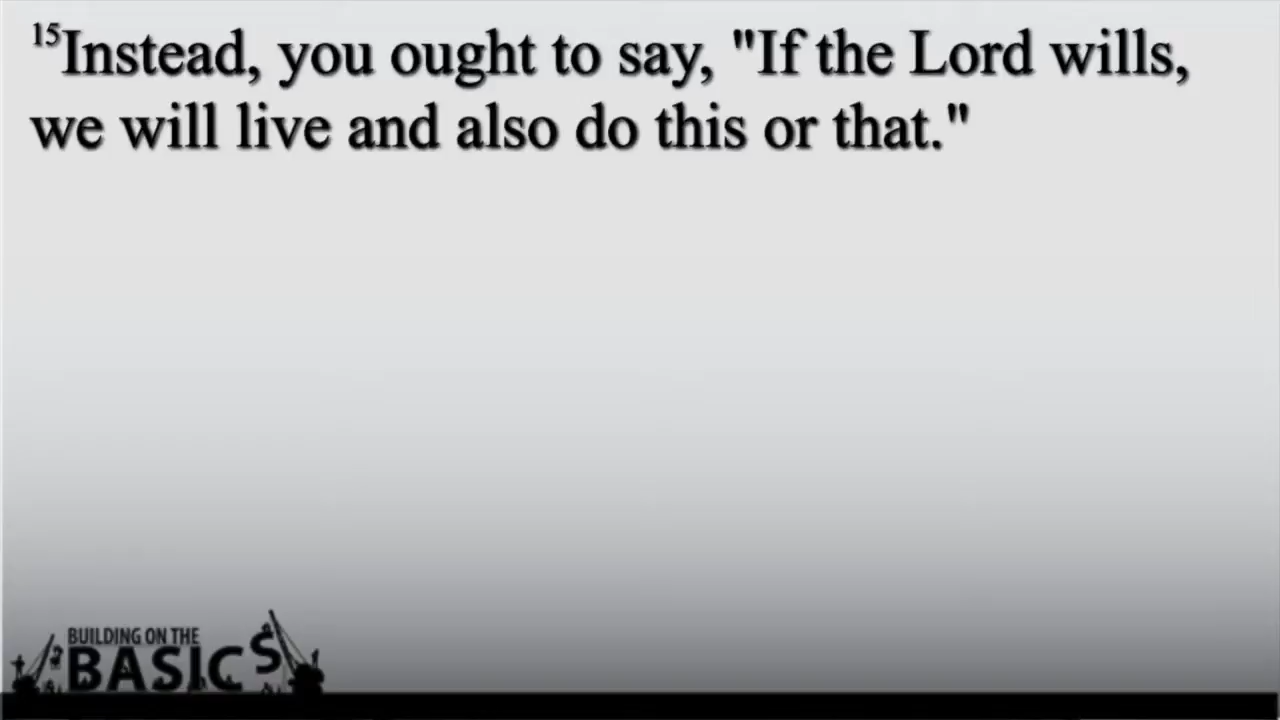 15Instead, you ought to say, "If the Lord wills,
we will live and also do this or that."
BUILDING ON THE
BASICS